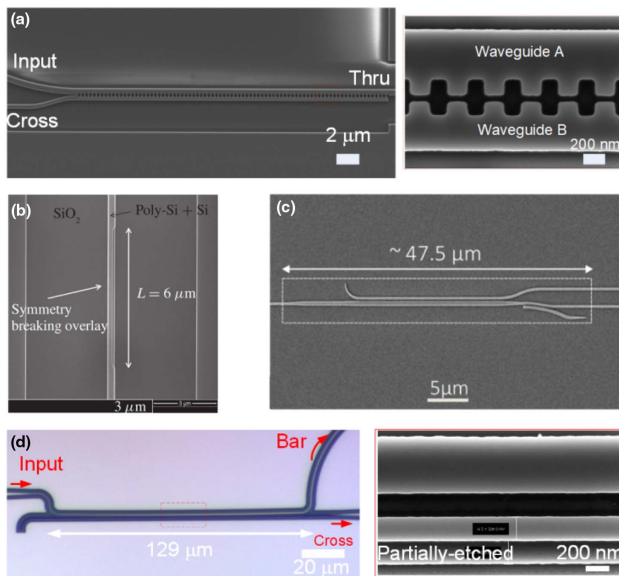 (a)
Input
Thru
Cross
2 μm
Waveguide A
Waveguide B
200 nm
(b)
SiO2
Poly-Si + Si
L = 6 μm
Symmetry
breaking overlay
3 μm
(c)
~ 47.5 μm
5μm
(d)
Input
Bar
129 μm
Cross
20 μm
Partially-etched
200 nm